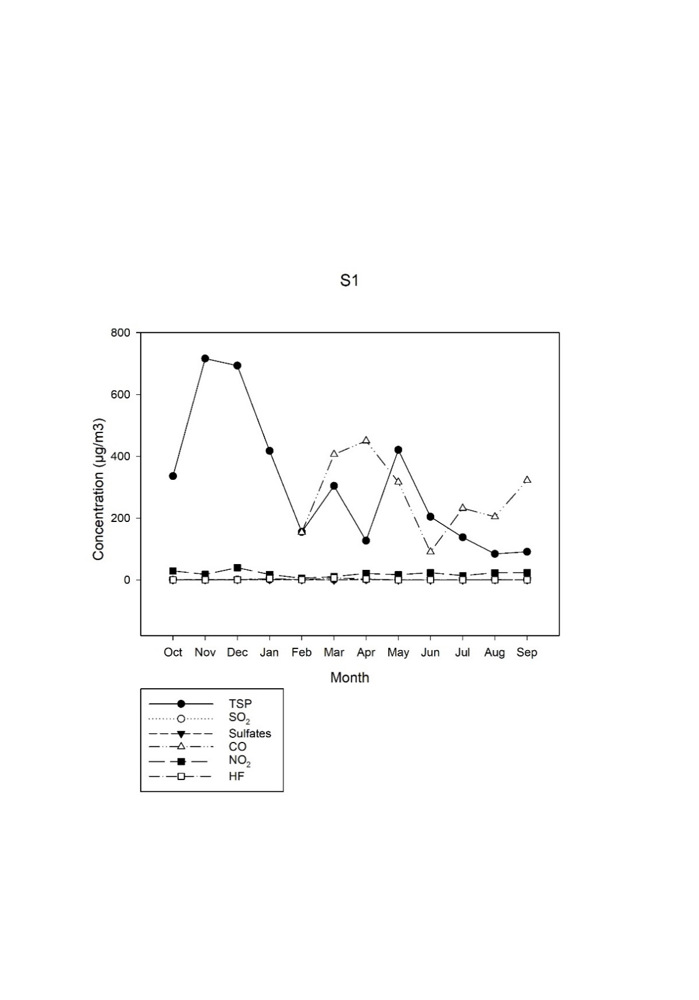 S1
800
600
400
200
0
Concentration (µg/m3)
Oct Nov Dec Jan Feb Mar Apr May Jun Jul Aug Sep
Month
TSP
SO₂
Sulfates
CO
NO₂
HF